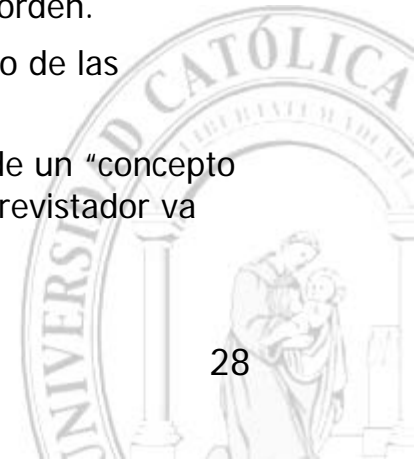 orden.
o de las
le un “concepto
revistador va
28
UNIVERSIDAD CATÓLICA